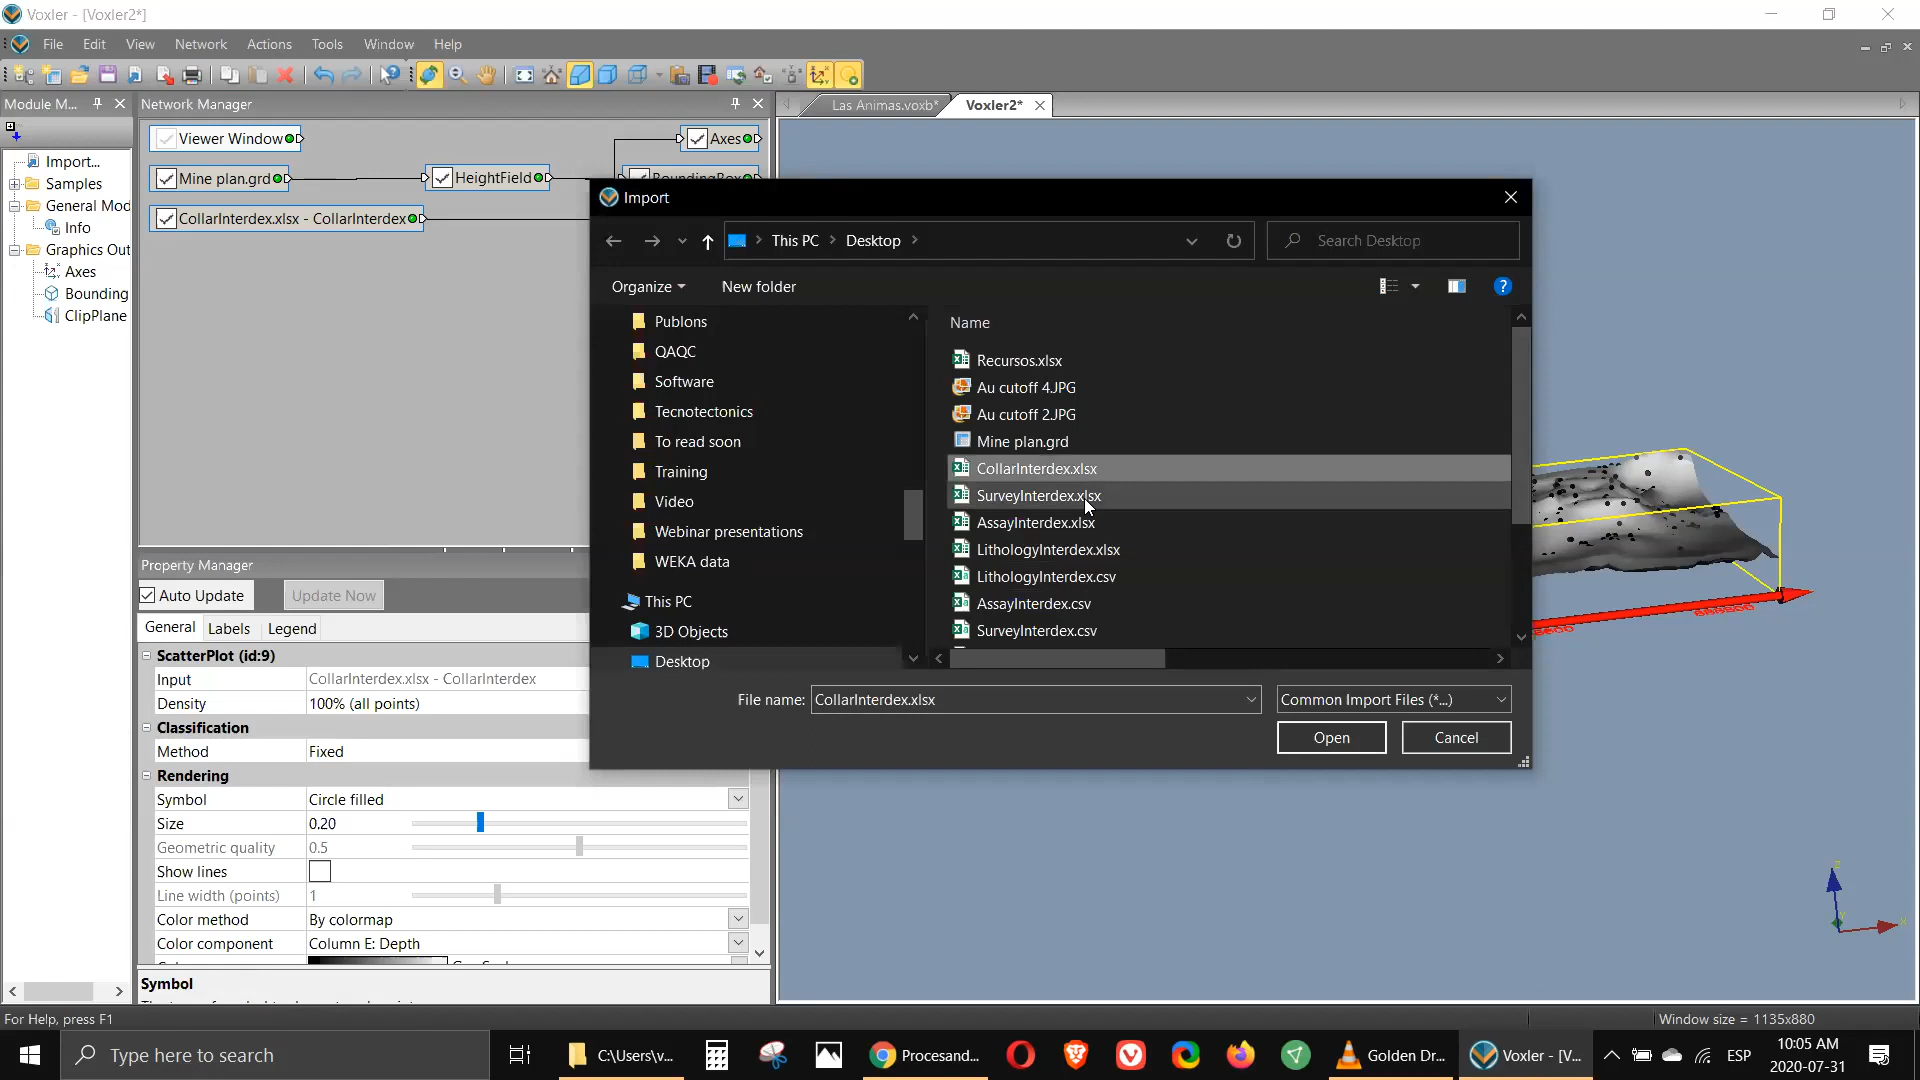 Voxler - [Voxler2*]
File Edit View Network Actions Tools Window Help
Module M...
Network Manager
Las Animas.voxb*
Voxler2*
Import...
Samples
General Mod
Info
Graphics Out
Axes
Bounding
ClipPlane
Viewer Window
Axes
Mine plan.grd
HeightField
BoundingBox
CollarInterdex.xlsx - CollarInterdex
Import
This PC > Desktop >
Search Desktop
Organize
New folder
Publons
QAQC
Software
Tecnotectonics
To read soon
Training
Video
Webinar presentations
WEKA data
This PC
3D Objects
Desktop
Name
Recursos.xlsx
Au cutoff 4.JPG
Au cutoff 2.JPG
Mine plan.grd
CollarInterdex.xlsx
SurveyInterdex.xlsx
AssayInterdex.xlsx
LithologyInterdex.xlsx
LithologyInterdex.csv
AssayInterdex.csv
SurveyInterdex.csv
File name: CollarInterdex.xlsx
Common Import Files (*...)
Open
Cancel
Property Manager
Auto Update
Update Now
General Labels Legend
ScatterPlot (id:9)
Input CollarInterdex.xlsx - CollarInterdex
Density 100% (all points)
Classification
Method Fixed
Rendering
Symbol Circle filled
Size 0.20
Geometric quality 0.5
Show lines
Line width (points) 1
Color method By colormap
Color component Column E: Depth
Symbol
For Help, press F1
Window size = 1135x880
Type here to search
C:\Users\v...
Procesand...
Golden Dr...
Voxler - [V...
ESP
10:05 AM
2020-07-31